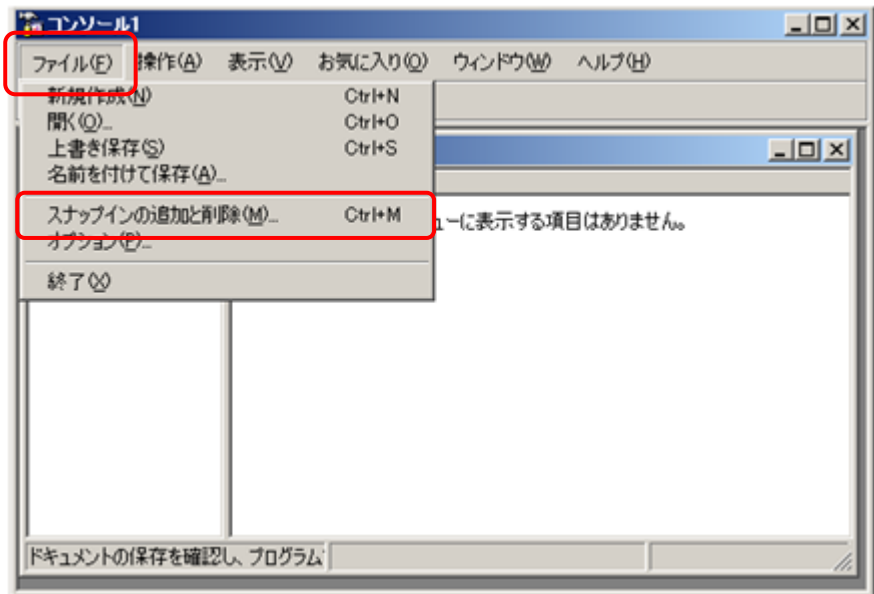 コンソール1
ファイル(F) 操作(A) 表示(V) お気に入り(O) ウィンドウ(W) ヘルプ(H)
新規作成(N) Ctrl+N
開く(O)...
Ctrl+O
上書き保存(S) Ctrl+S
名前を付けて保存(A)...
スナップインの追加と削除(M)... Ctrl+M
ューに表示する項目はありません。
オプション(P)...
終了(X)
ドキュメントの保存を確認し、プログラム